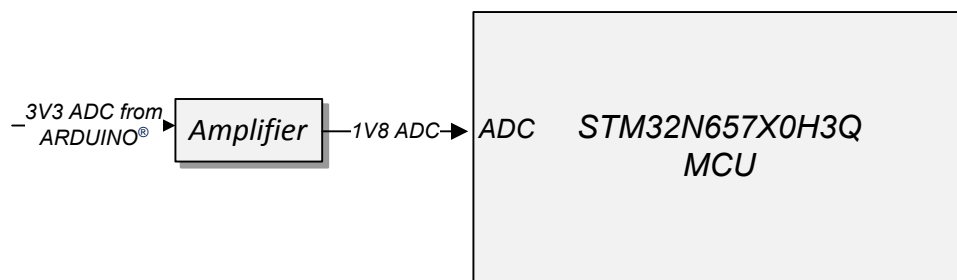 3V3 ADC from
ARDUINO®
Amplifier
1V8 ADC
ADC
STM32N657X0H3Q
MCU